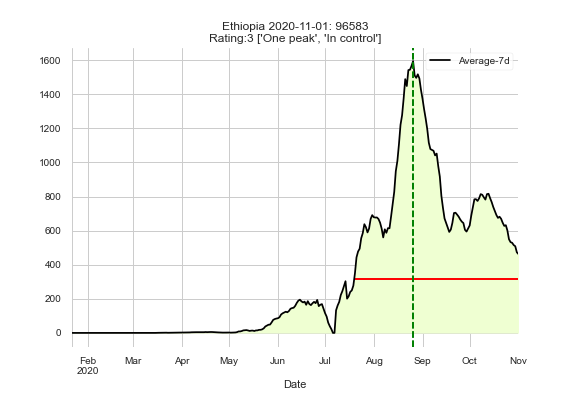 Ethiopia 2020-11-01: 96583
Rating:3 ['One peak', 'In control']
Average-7d
1600
1400
1200
1000
800
600
400
200
0
Feb Mar Apr May Jun Jul Aug Sep Oct Nov
2020
Date